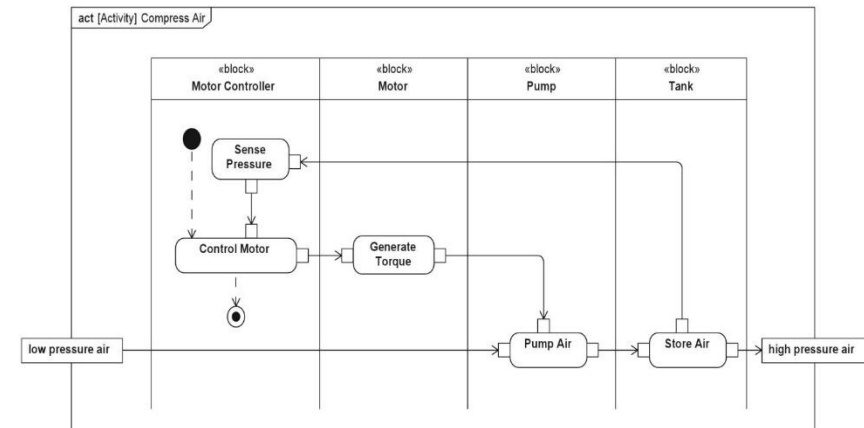 act [Activity] Compress Air
«block»
Motor Controller
«block»
Motor
«block»
Pump
«block»
Tank
Sense
Pressure
Control Motor
Generate
Torque
low pressure air
Pump Air
Store Air
high pressure air